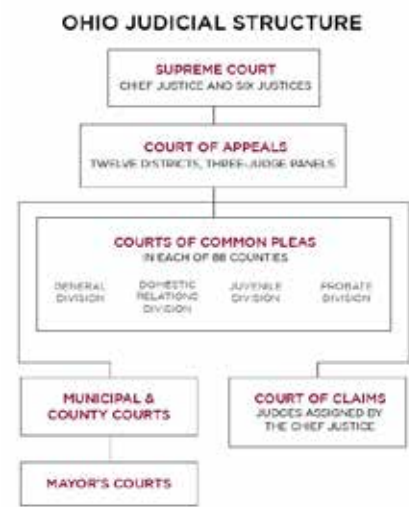 OHIO JUDICIAL STRUCTURE
SUPREME COURT
CHIEF JUSTICE AND SIX JUSTICES
COURT OF APPEALS
TWELVE DISTRICTS, THREE-JUDGE PANELS
COURTS OF COMMON PLEAS
IN EACH OF 88 COUNTIES
GENERAL
DIVISION
DOMESTIC
RELATIONS
DIVISION
JUVENILE
DIVISION
PROBATE
DIVISION
MUNICIPAL &
COUNTY COURTS
COURT OF CLAIMS
JUDGES ASSIGNED BY
THE CHIEF JUSTICE
MAYOR'S COURTS